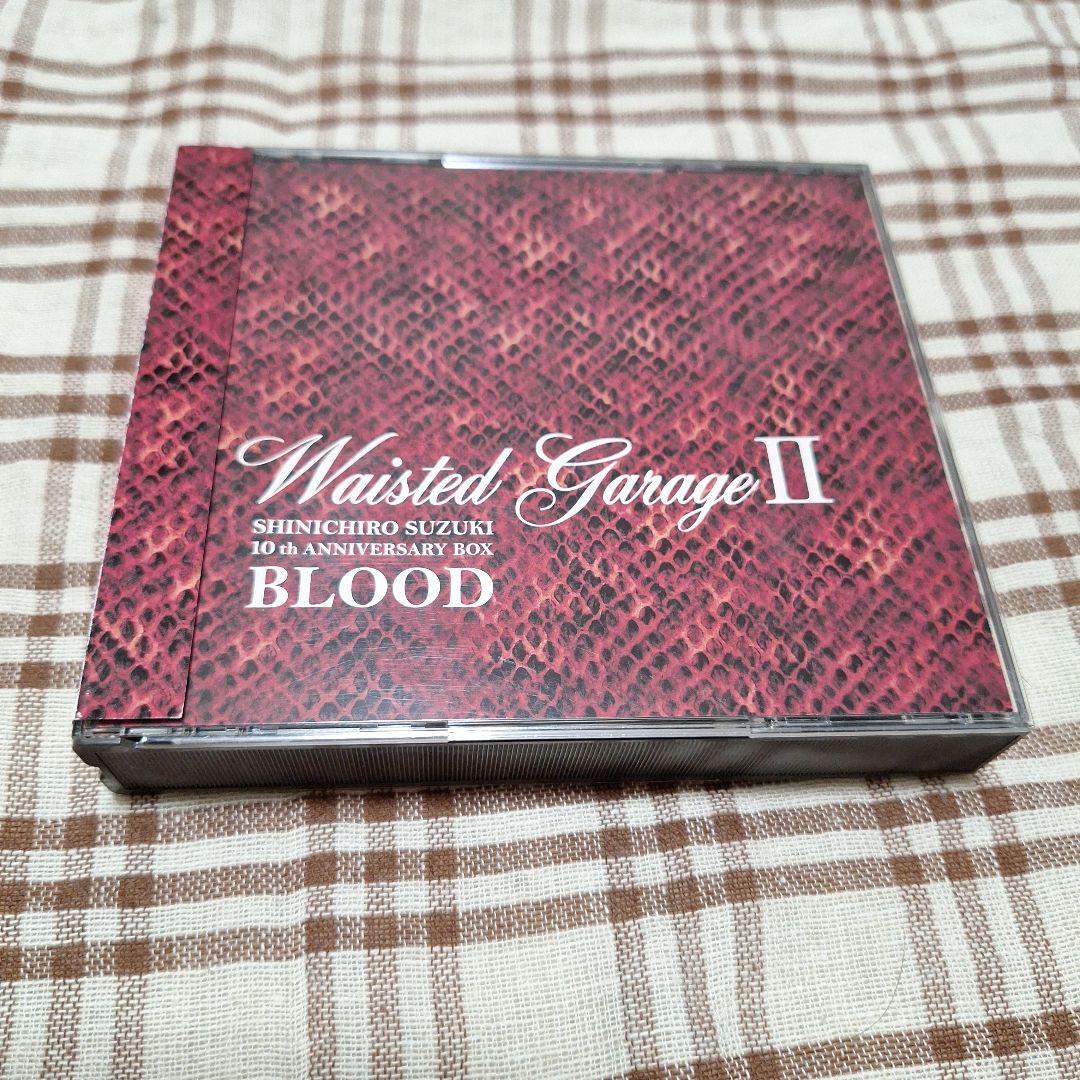 Waisted Garage II
SHINICHIRO SUZUKI
10 th ANNIVERSARY BOX
BLOOD